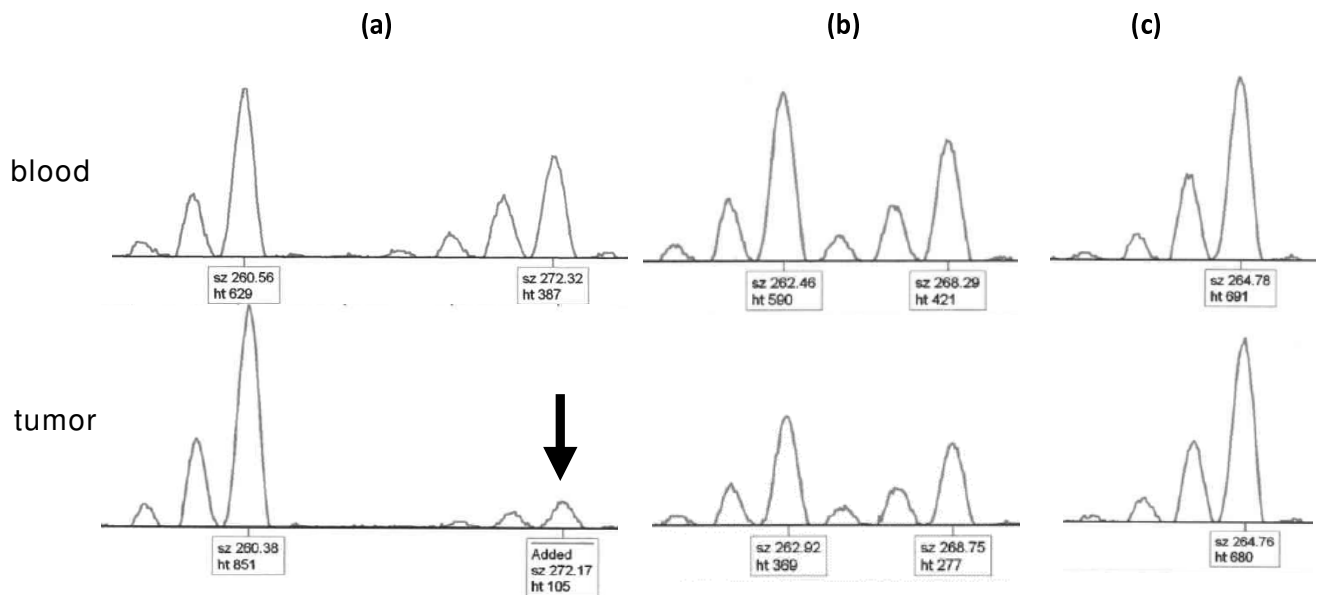 (a)
(b)
(c)
blood
sz 260.56
ht 629
sz 272.32
ht 387
sz 262.46
ht 590
sz 268.29
ht 421
sz 264.78
ht 691
tumor
sz 260.38
ht 851
Added
sz 272.17
ht 105
sz 262.92
ht 369
sz 268.75
ht 277
sz 264.76
ht 680